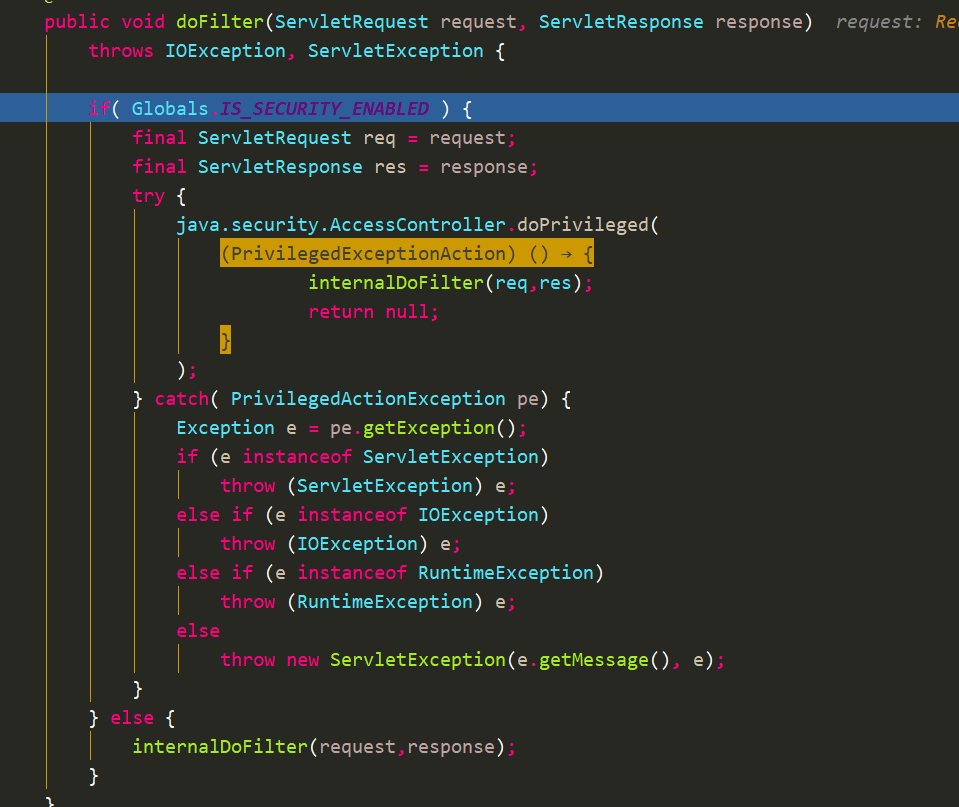 public void doFilter(ServletRequest request, ServletResponse response)  request: Re
    throws IOException, ServletException {

    if( Globals.IS_SECURITY_ENABLED ) {
        final ServletRequest req = request;
        final ServletResponse res = response;
        try {
            java.security.AccessController.doPrivileged(
                (PrivilegedExceptionAction) () → {
                        internalDoFilter(req,res);
                        return null;
                }
            );
        } catch( PrivilegedActionException pe) {
            Exception e = pe.getException();
            if (e instanceof ServletException)
                throw (ServletException) e;
            else if (e instanceof IOException)
                throw (IOException) e;
            else if (e instanceof RuntimeException)
                throw (RuntimeException) e;
            else
                throw new ServletException(e.getMessage(), e);
        }
    } else {
        internalDoFilter(request,response);
    }
}